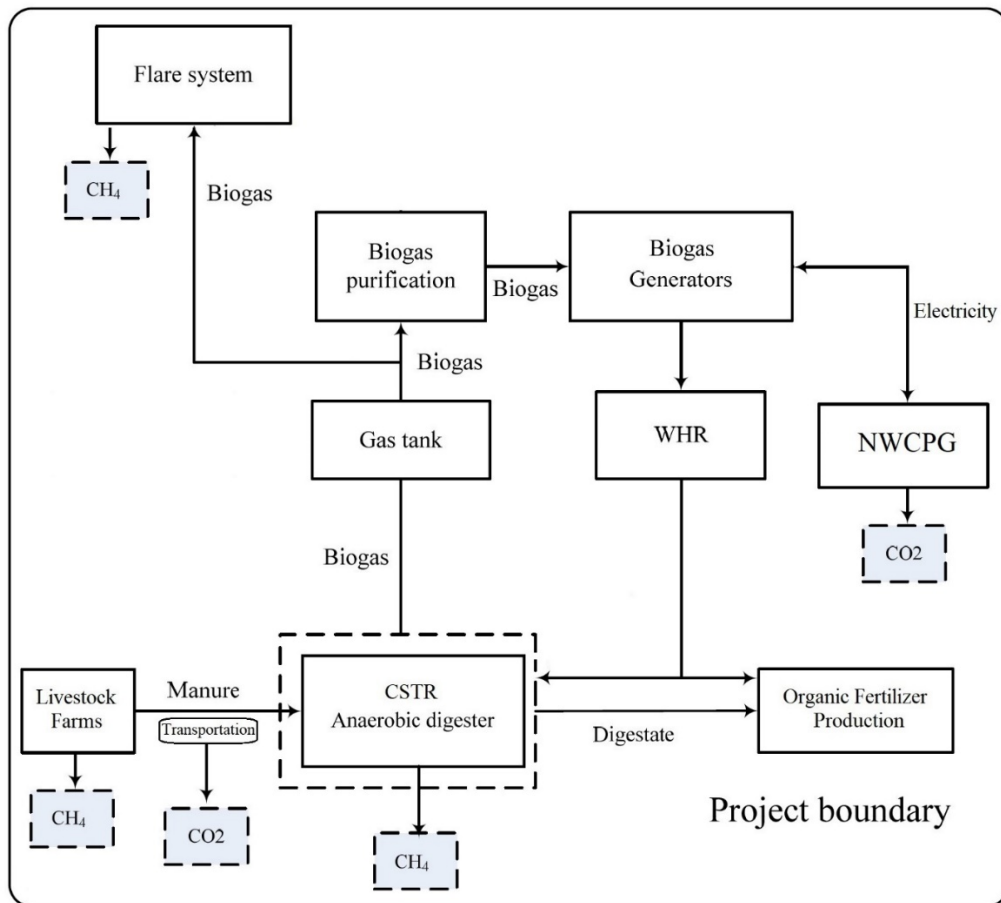 Flare system
CH₄
Biogas
Biogas
purification
Biogas
Biogas
Generators
Electricity
Biogas
Gas tank
WHR
NWCPG
CO2
Biogas
Livestock
Farms
Manure
Transportation
CSTR
Anaerobic digester
Digestate
Organic Fertilizer
Production
CH₄
CO2
CH₄
Project boundary